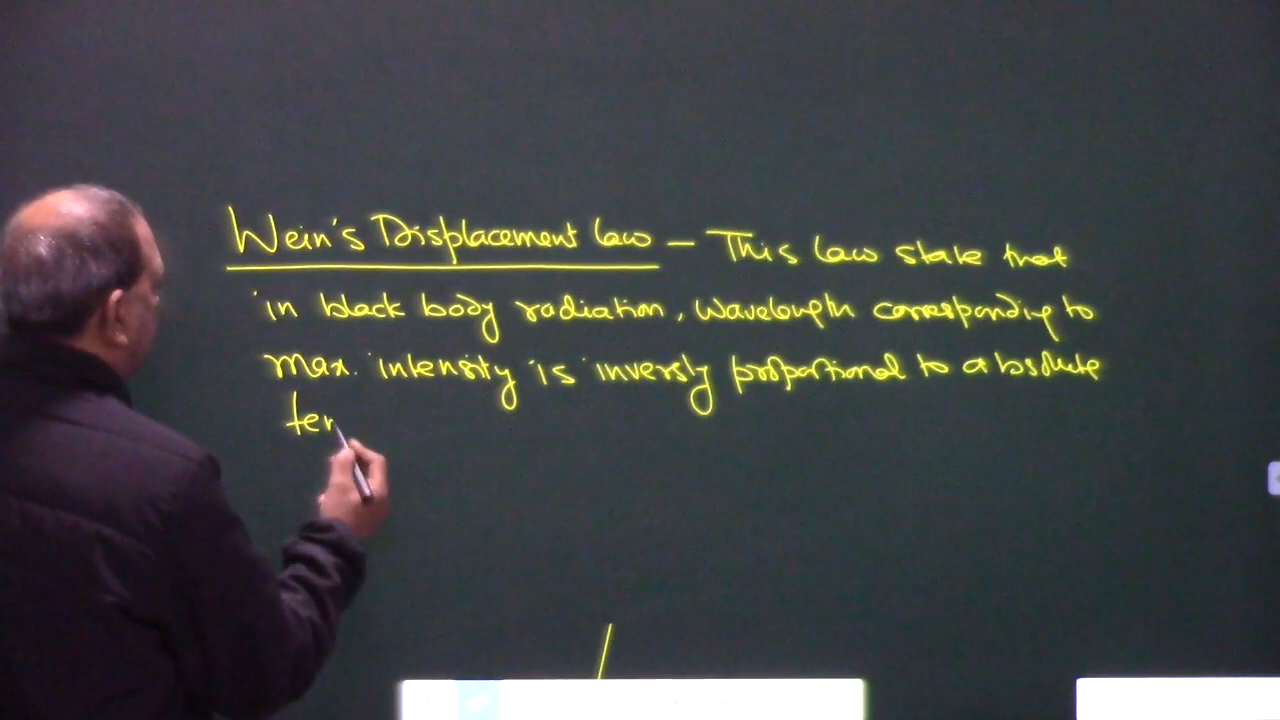 Wein's Displacement law – This law state that
in black body radiation, wavelength corresponding to
max. intensity is inversly proportional to absolute
tem